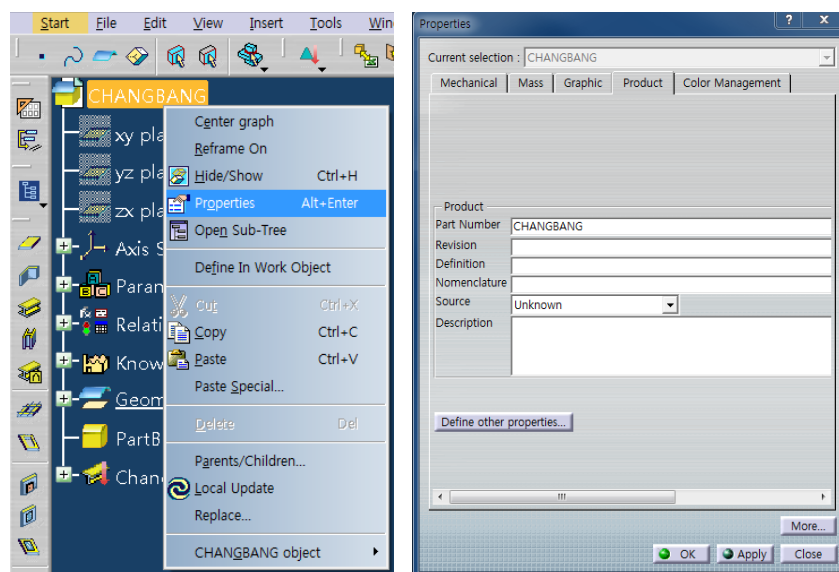 Start File Edit View Insert Tools
CHANGBANG
xy pla
yz pla
zx pla
Axis S
Param
Relati
Know
Geom
PartB
Chan
Center graph
Reframe On
Hide/Show Ctrl+H
Properties Alt+Enter
Open Sub-Tree
Define In Work Object
Cut Ctrl+X
Copy Ctrl+C
Paste Ctrl+V
Paste Special...
Delete Del
Parents/Children...
Local Update
Replace...
CHANGBANG object
Properties
Current selection : CHANGBANG
Mechanical Mass Graphic Product Color Management
Product
Part Number CHANGBANG
Revision
Definition
Nomenclature
Source Unknown
Description
Define other properties...
More...
OK Apply Close